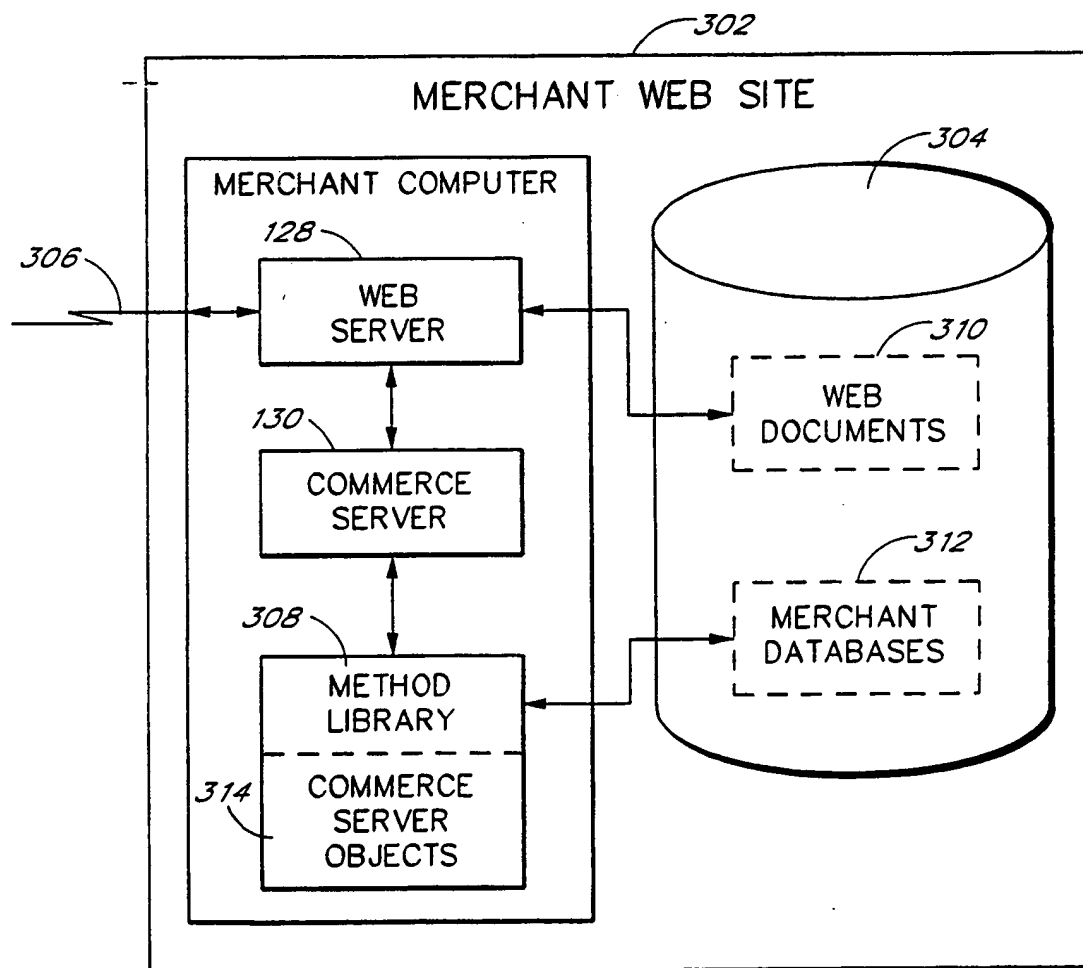 302
MERCHANT WEB SITE
304
MERCHANT COMPUTER
128
306
WEB
SERVER
310
WEB
DOCUMENTS
130
COMMERCE
SERVER
312
MERCHANT
DATABASES
308
METHOD
LIBRARY
314
COMMERCE
SERVER
OBJECTS